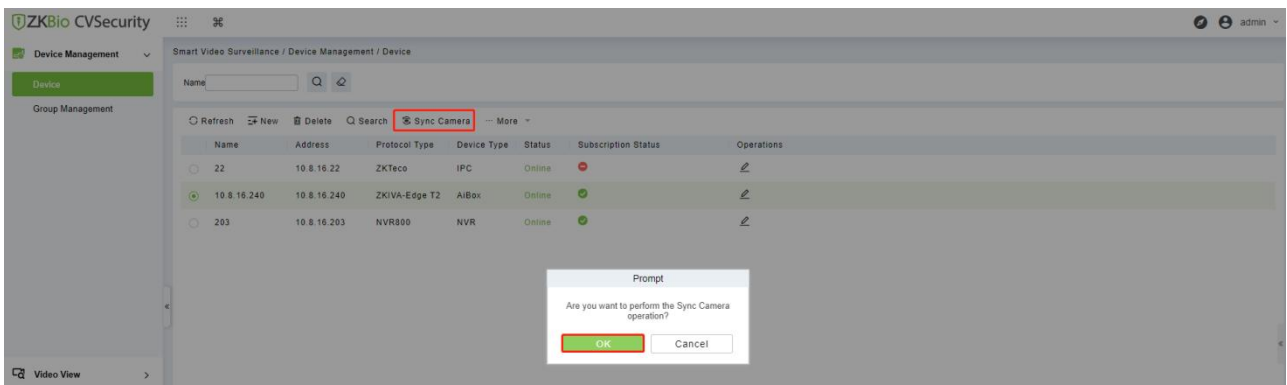 ZKBio CVSecurity
admin
Device Management
Smart Video Surveillance / Device Management / Device
Device
Name
Group Management
Refresh New Delete Search Sync Camera ··· More
Name Address Protocol Type Device Type Status Subscription Status Operations
22 10.8.16.22 ZKTeco IPC Online
10.8.16.240 10.8.16.240 ZKIVA-Edge T2 AiBox Online
203 10.8.16.203 NVR800 NVR Online
Prompt
Are you want to perform the Sync Camera
operation?
OK Cancel
Video View